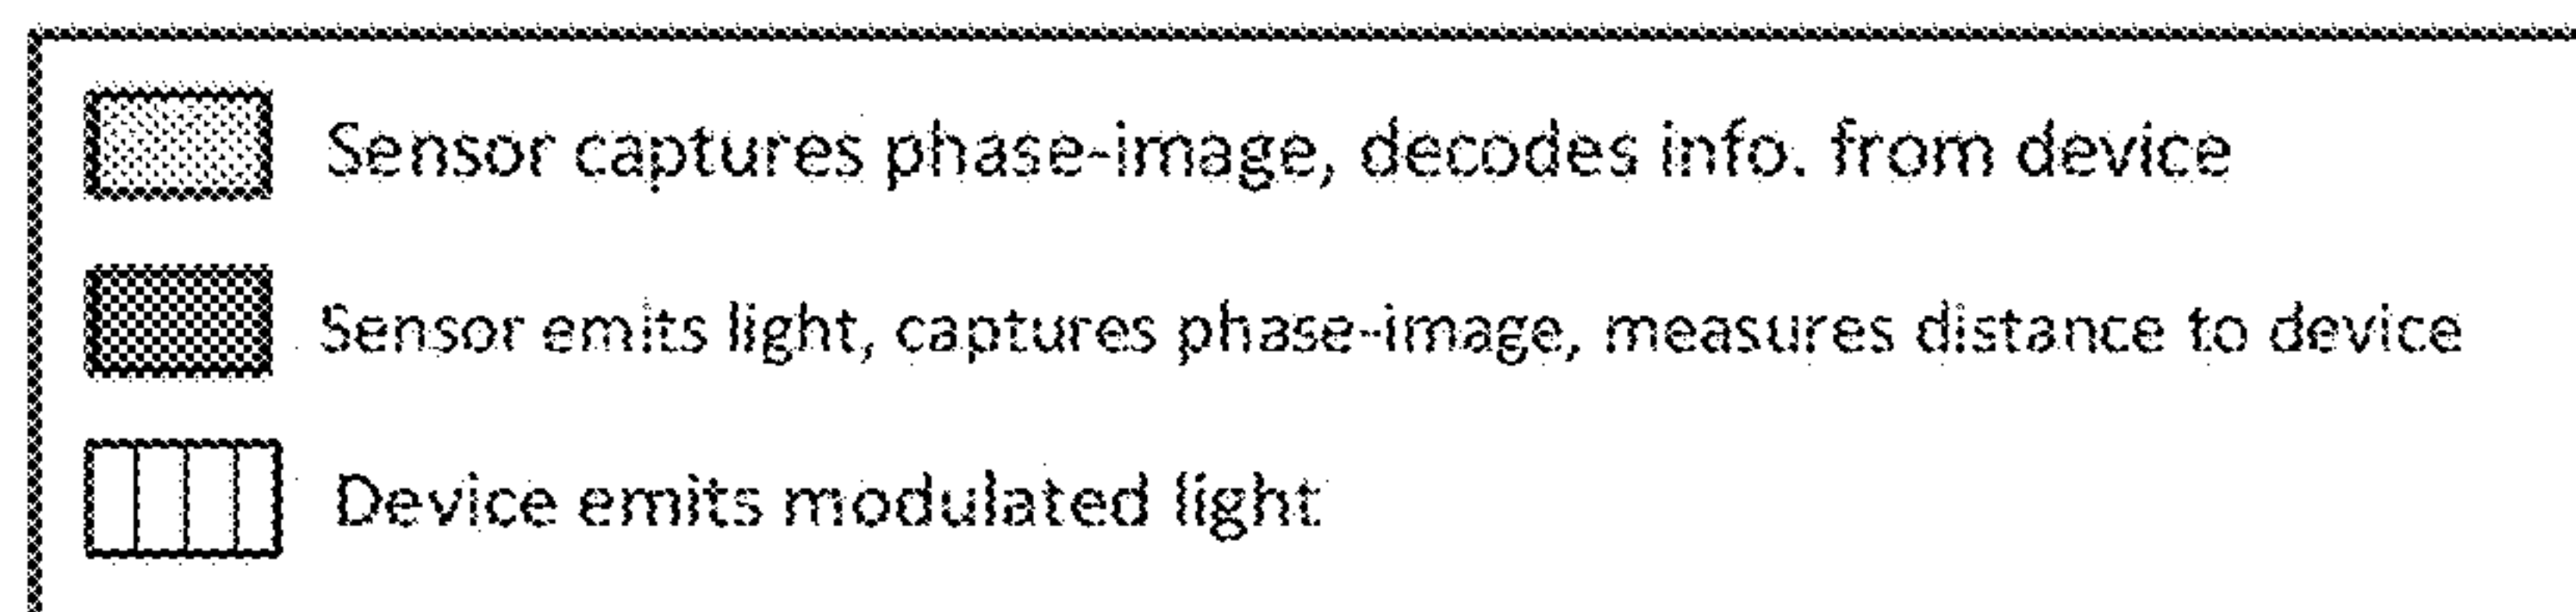 Sensor captures phase-image, decodes info. from device
Sensor emits light, captures phase-image, measures distance to device
Device emits modulated light